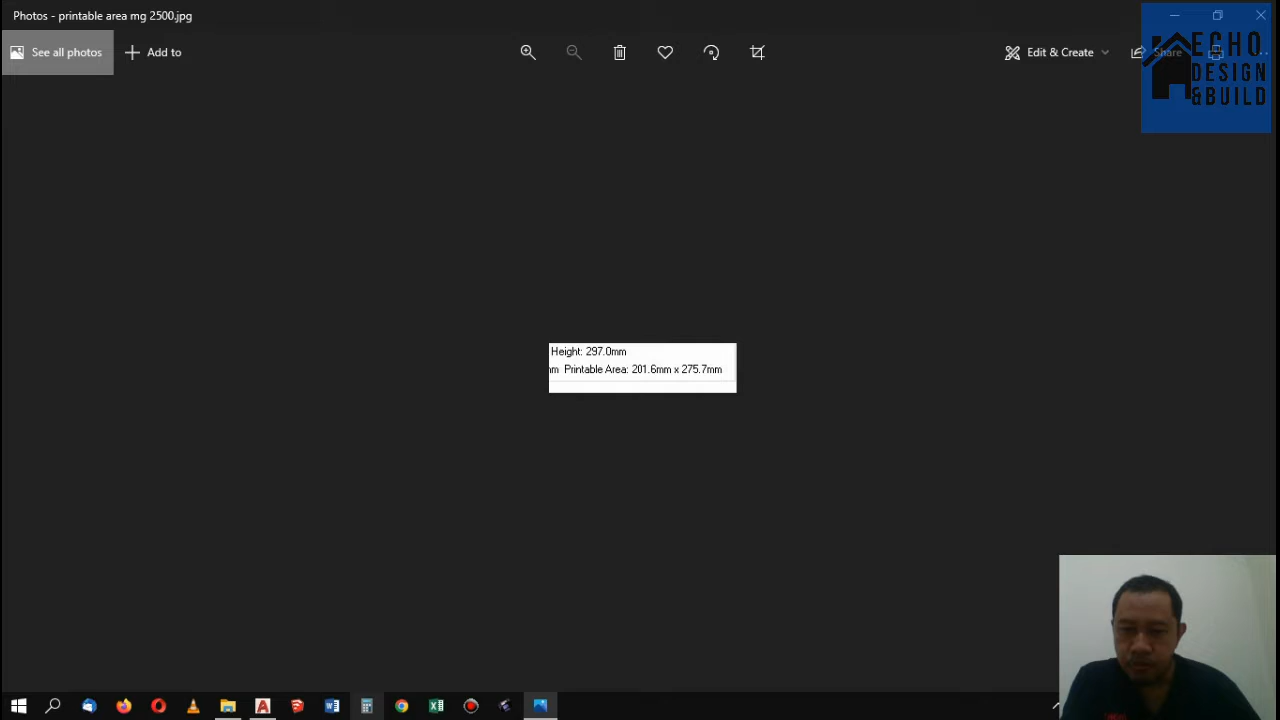 Photos - printable area mg 2500.jpg
See all photos
Add to
Edit & Create
Share
ECHO
DESIGN
&BUILD
Height: 297.0mm
nm Printable Area: 201.6mm x 275.7mm